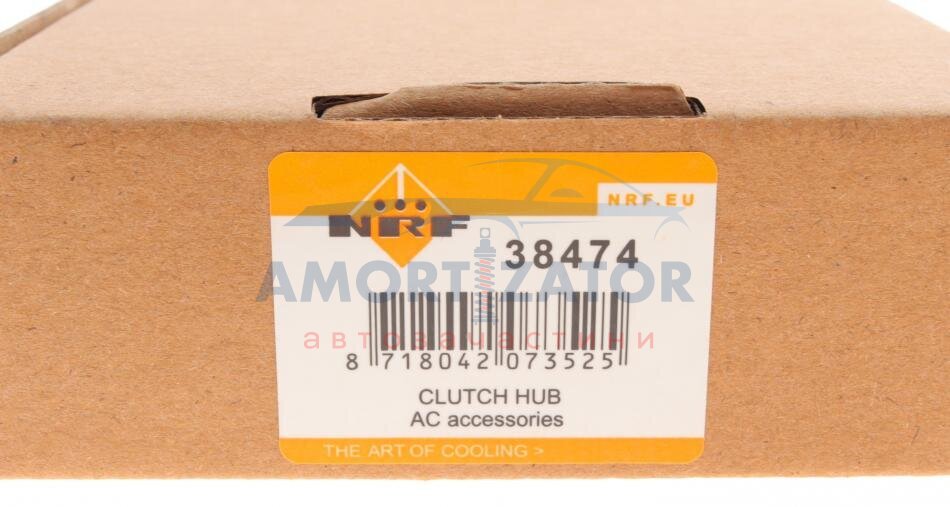 NRF.EU
NRF
38474
AMORTIZATOR
автозапчастини
8 718042 073525
CLUTCH HUB
AC accessories
THE ART OF COOLING >